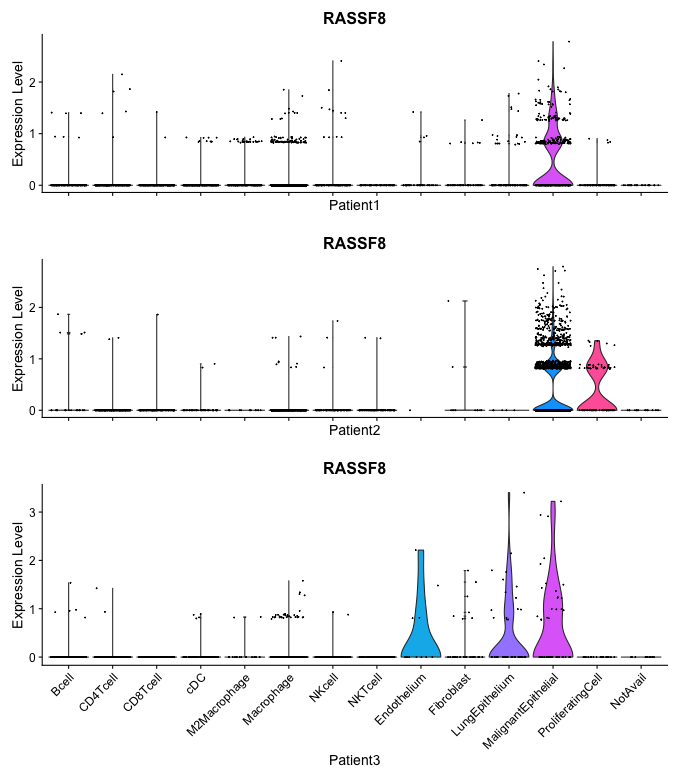 RASSF8
Expression Level
2
1
0
Patient1
RASSF8
Expression Level
2
1
0
Patient2
RASSF8
Expression Level
3
2
1
0
Bcell
CD4Tcell
CD8Tcell
cDC
M2Macrophage
Macrophage
NKcell
NKTcell
Endothelium
Fibroblast
LungEpithelium
MalignantEpithelial
ProliferatingCell
NotAvail
Patient3